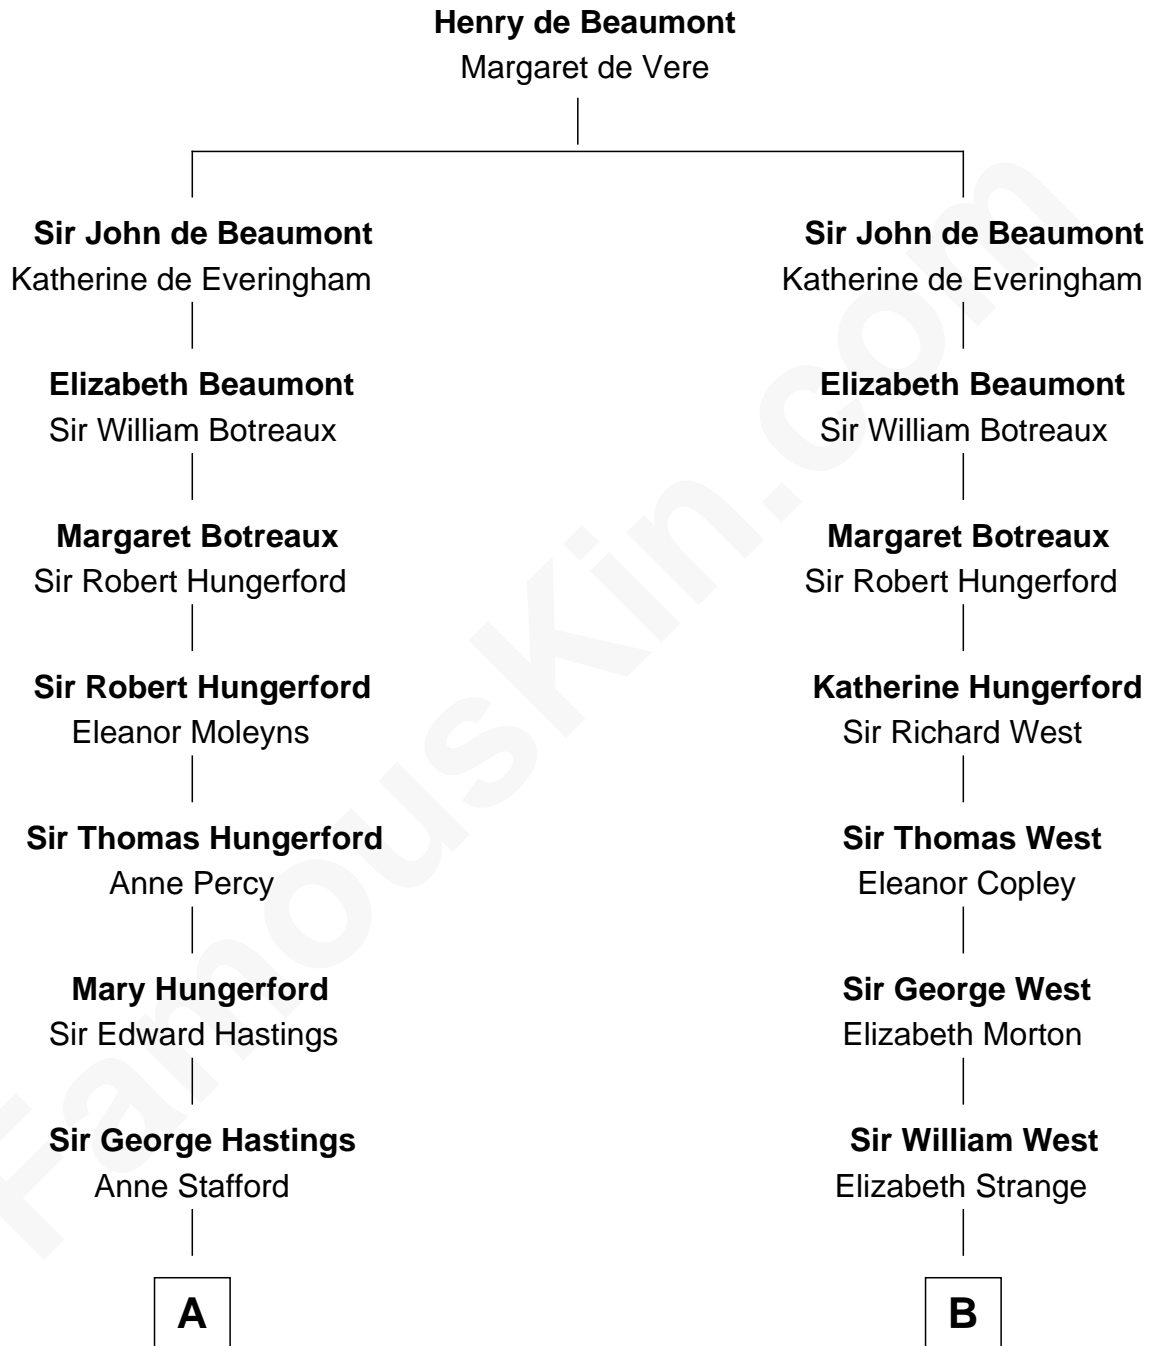 Henry de Beaumont
Margaret de Vere
Sir John de Beaumont
Katherine de Everingham
Elizabeth Beaumont
Sir William Botreaux
Margaret Botreaux
Sir Robert Hungerford
Sir Robert Hungerford
Eleanor Moleyns
Sir Thomas Hungerford
Anne Percy
Mary Hungerford
Sir Edward Hastings
Sir George Hastings
Anne Stafford
A
Sir John de Beaumont
Katherine de Everingham
Elizabeth Beaumont
Sir William Botreaux
Margaret Botreaux
Sir Robert Hungerford
Katherine Hungerford
Sir Richard West
Sir Thomas West
Eleanor Copley
Sir George West
Elizabeth Morton
Sir William West
Elizabeth Strange
B
FamousKin.com